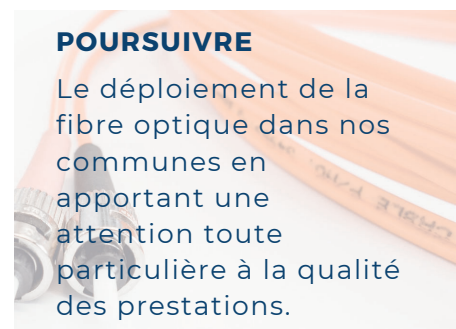 POURSUIVRE
Le déploiement de la
fibre optique dans nos
communes en
apportant une
attention toute
particulière à la qualité
des prestations.